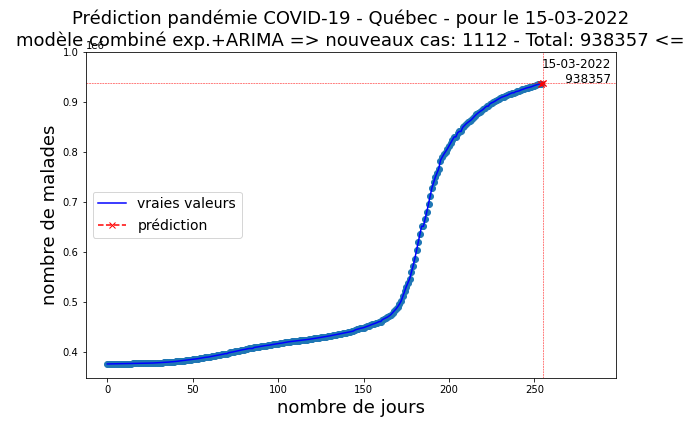 Prédiction pandémie COVID-19 - Québec - pour le 15-03-2022
modèle combiné exp.+ARIMA => nouveaux cas: 1112 - Total: 938357 <=
1e6
15-03-2022
938357
1.0
0.9
0.8
0.7
0.6
0.5
0.4
nombre de malades
vraies valeurs
prédiction
0 50 100 150 200 250
nombre de jours